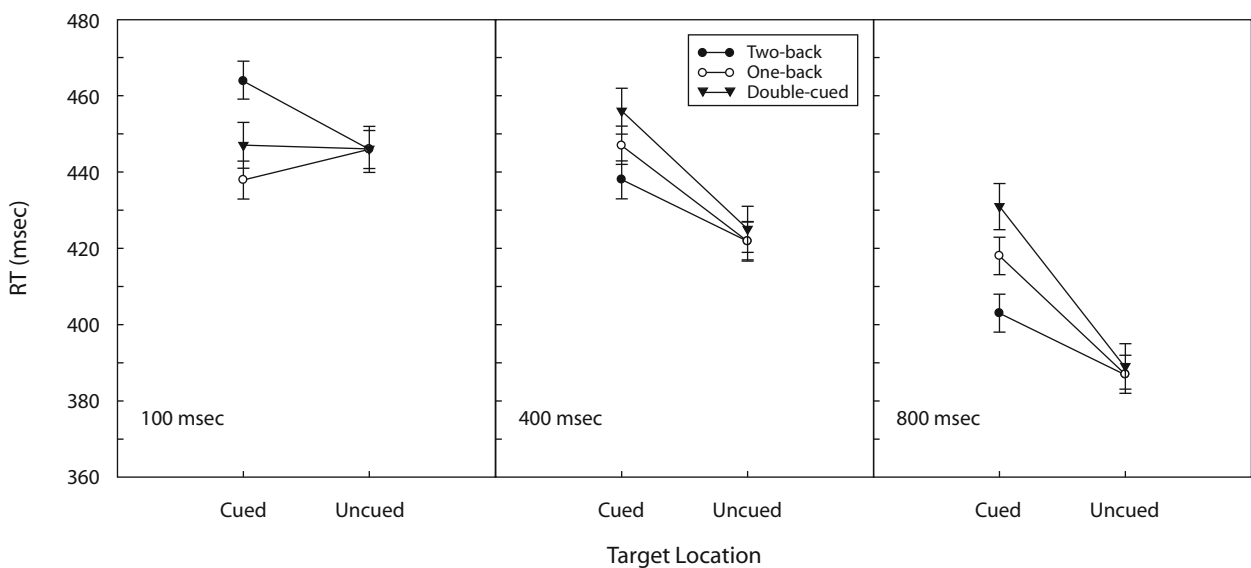 480
460
440
420
400
380
360
RT (msec)
Two-back
One-back
Double-cued
100 msec
400 msec
800 msec
Cued Uncued Cued Uncued Cued Uncued
Target Location